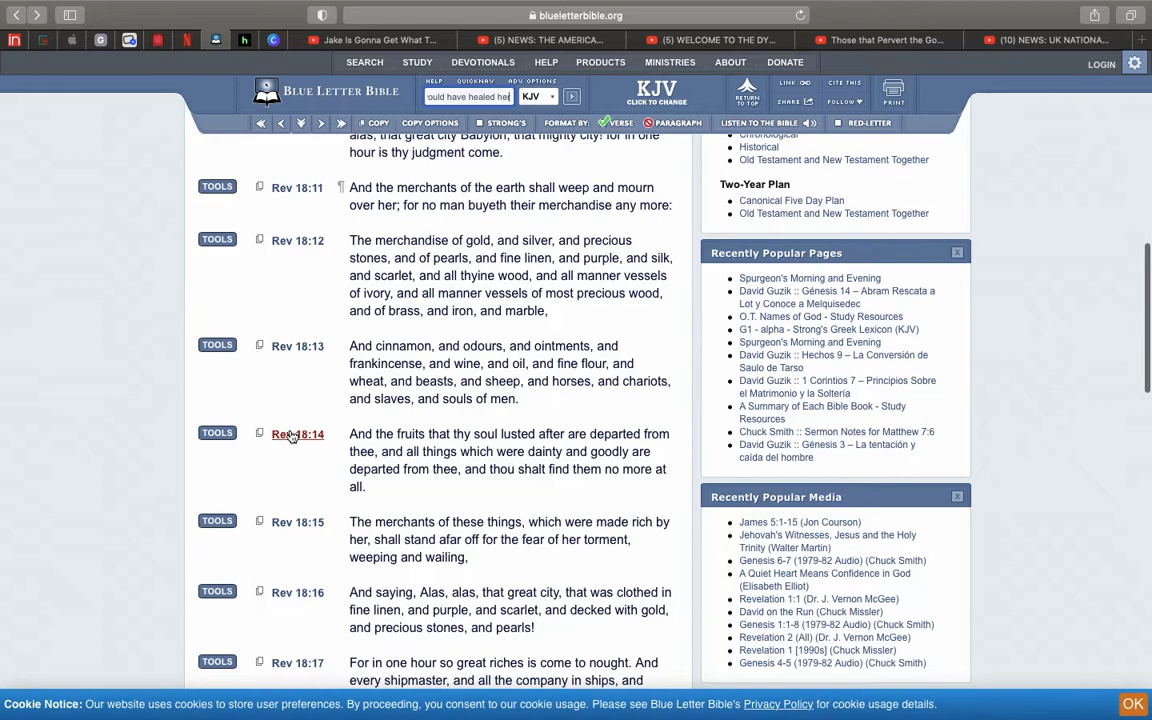 blueletterbible.org
Jake Is Gonna Get What T...
(5) NEWS: THE AMERICA...
(5) WELCOME TO THE DY...
Those that Pervert the Go...
(10) NEWS: UK NATIONA...
SEARCH STUDY DEVOTIONALS HELP PRODUCTS MINISTRIES ABOUT DONATE
LOGIN
BLUE LETTER BIBLE
HELP QUICKNAV ADV. OPTIONS
ould have healed her
KJV
KJV
CLICK TO CHANGE
RETURN
TO TOP
LINK CITE THIS
SHARE FOLLOW
PRINT
COPY COPY OPTIONS STRONG'S FORMAT BY: VERSE PARAGRAPH LISTEN TO THE BIBLE RED-LETTER
alas, that great city Babylon, that mighty city! for in one
hour is thy judgment come.
TOOLS Rev 18:11 ¶ And the merchants of the earth shall weep and mourn
over her; for no man buyeth their merchandise any more:
TOOLS Rev 18:12 The merchandise of gold, and silver, and precious
stones, and of pearls, and fine linen, and purple, and silk,
and scarlet, and all thyine wood, and all manner vessels
of ivory, and all manner vessels of most precious wood,
and of brass, and iron, and marble,
TOOLS Rev 18:13 And cinnamon, and odours, and ointments, and
frankincense, and wine, and oil, and fine flour, and
wheat, and beasts, and sheep, and horses, and chariots,
and slaves, and souls of men.
TOOLS Rev 18:14 And the fruits that thy soul lusted after are departed from
thee, and all things which were dainty and goodly are
departed from thee, and thou shalt find them no more at
all.
TOOLS Rev 18:15 The merchants of these things, which were made rich by
her, shall stand afar off for the fear of her torment,
weeping and wailing,
TOOLS Rev 18:16 And saying, Alas, alas, that great city, that was clothed in
fine linen, and purple, and scarlet, and decked with gold,
and precious stones, and pearls!
TOOLS Rev 18:17 For in one hour so great riches is come to nought. And
every shipmaster, and all the company in ships, and
Chronological
Historical
Old Testament and New Testament Together
Two-Year Plan
Canonical Five Day Plan
Old Testament and New Testament Together
Recently Popular Pages
Spurgeon's Morning and Evening
David Guzik :: Génesis 14 – Abram Rescata a
Lot y Conoce a Melquisedec
O.T. Names of God - Study Resources
G1 - alpha - Strong's Greek Lexicon (KJV)
Spurgeon's Morning and Evening
David Guzik :: Hechos 9 – La Conversión de
Saulo de Tarso
David Guzik :: 1 Corintios 7 – Principios Sobre
el Matrimonio y la Soltería
A Summary of Each Bible Book - Study
Resources
Chuck Smith :: Sermon Notes for Matthew 7:6
David Guzik :: Génesis 3 – La tentación y
caída del hombre
Recently Popular Media
James 5:1-15 (Jon Courson)
Jehovah's Witnesses, Jesus and the Holy
Trinity (Walter Martin)
Genesis 6-7 (1979-82 Audio) (Chuck Smith)
A Quiet Heart Means Confidence in God
(Elisabeth Elliot)
Revelation 1:1 (Dr. J. Vernon McGee)
David on the Run (Chuck Missler)
Genesis 1:1-8 (1979-82 Audio) (Chuck Smith)
Revelation 2 (All) (Dr. J. Vernon McGee)
Revelation 1 [1990s] (Chuck Missler)
Genesis 4-5 (1979-82 Audio) (Chuck Smith)
Cookie Notice: Our website uses cookies to store user preferences. By proceeding, you consent to our cookie usage. Please see Blue Letter Bible's Privacy Policy for cookie usage details. OK